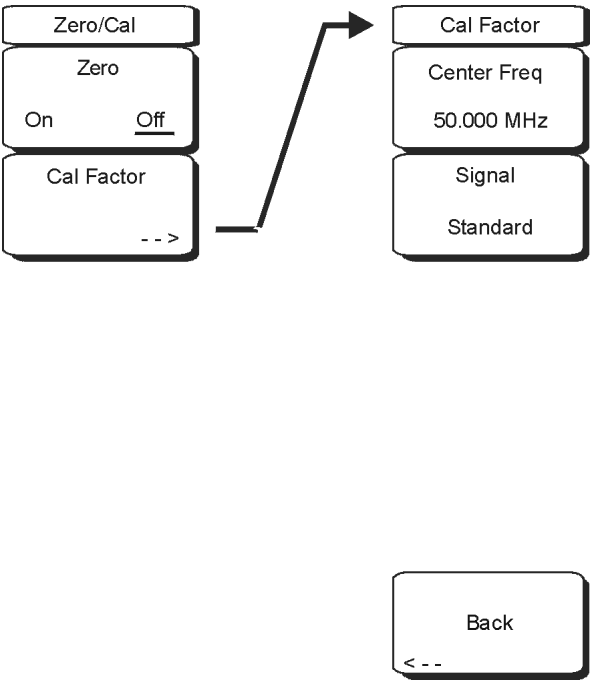 Zero/Cal
Zero
On Off
Cal Factor
-->
Cal Factor
Center Freq
50.000 MHz
Signal
Standard
Back
<--